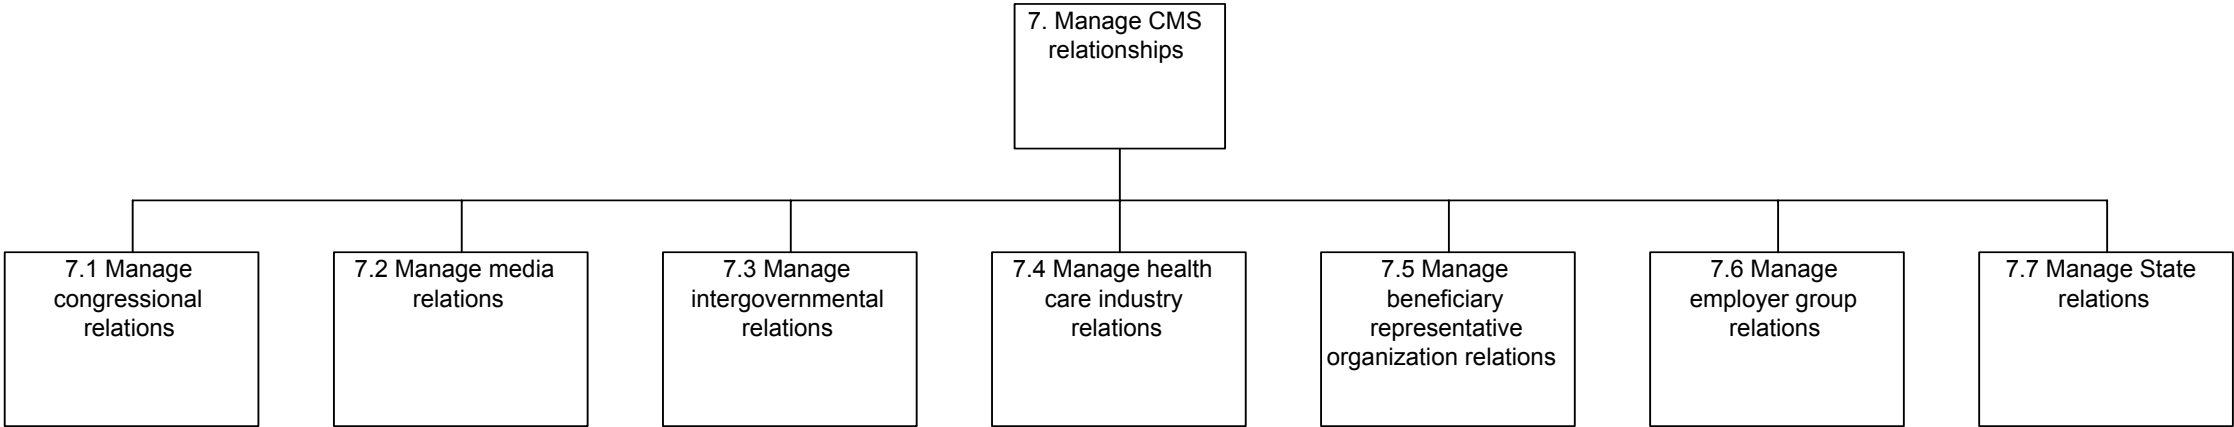 7. Manage CMS
relationships
7.1 Manage
congressional
relations
7.2 Manage media
relations
7.3 Manage
intergovernmental
relations
7.4 Manage health
care industry
relations
7.5 Manage
beneficiary
representative
organization relations
7.6 Manage
employer group
relations
7.7 Manage State
relations